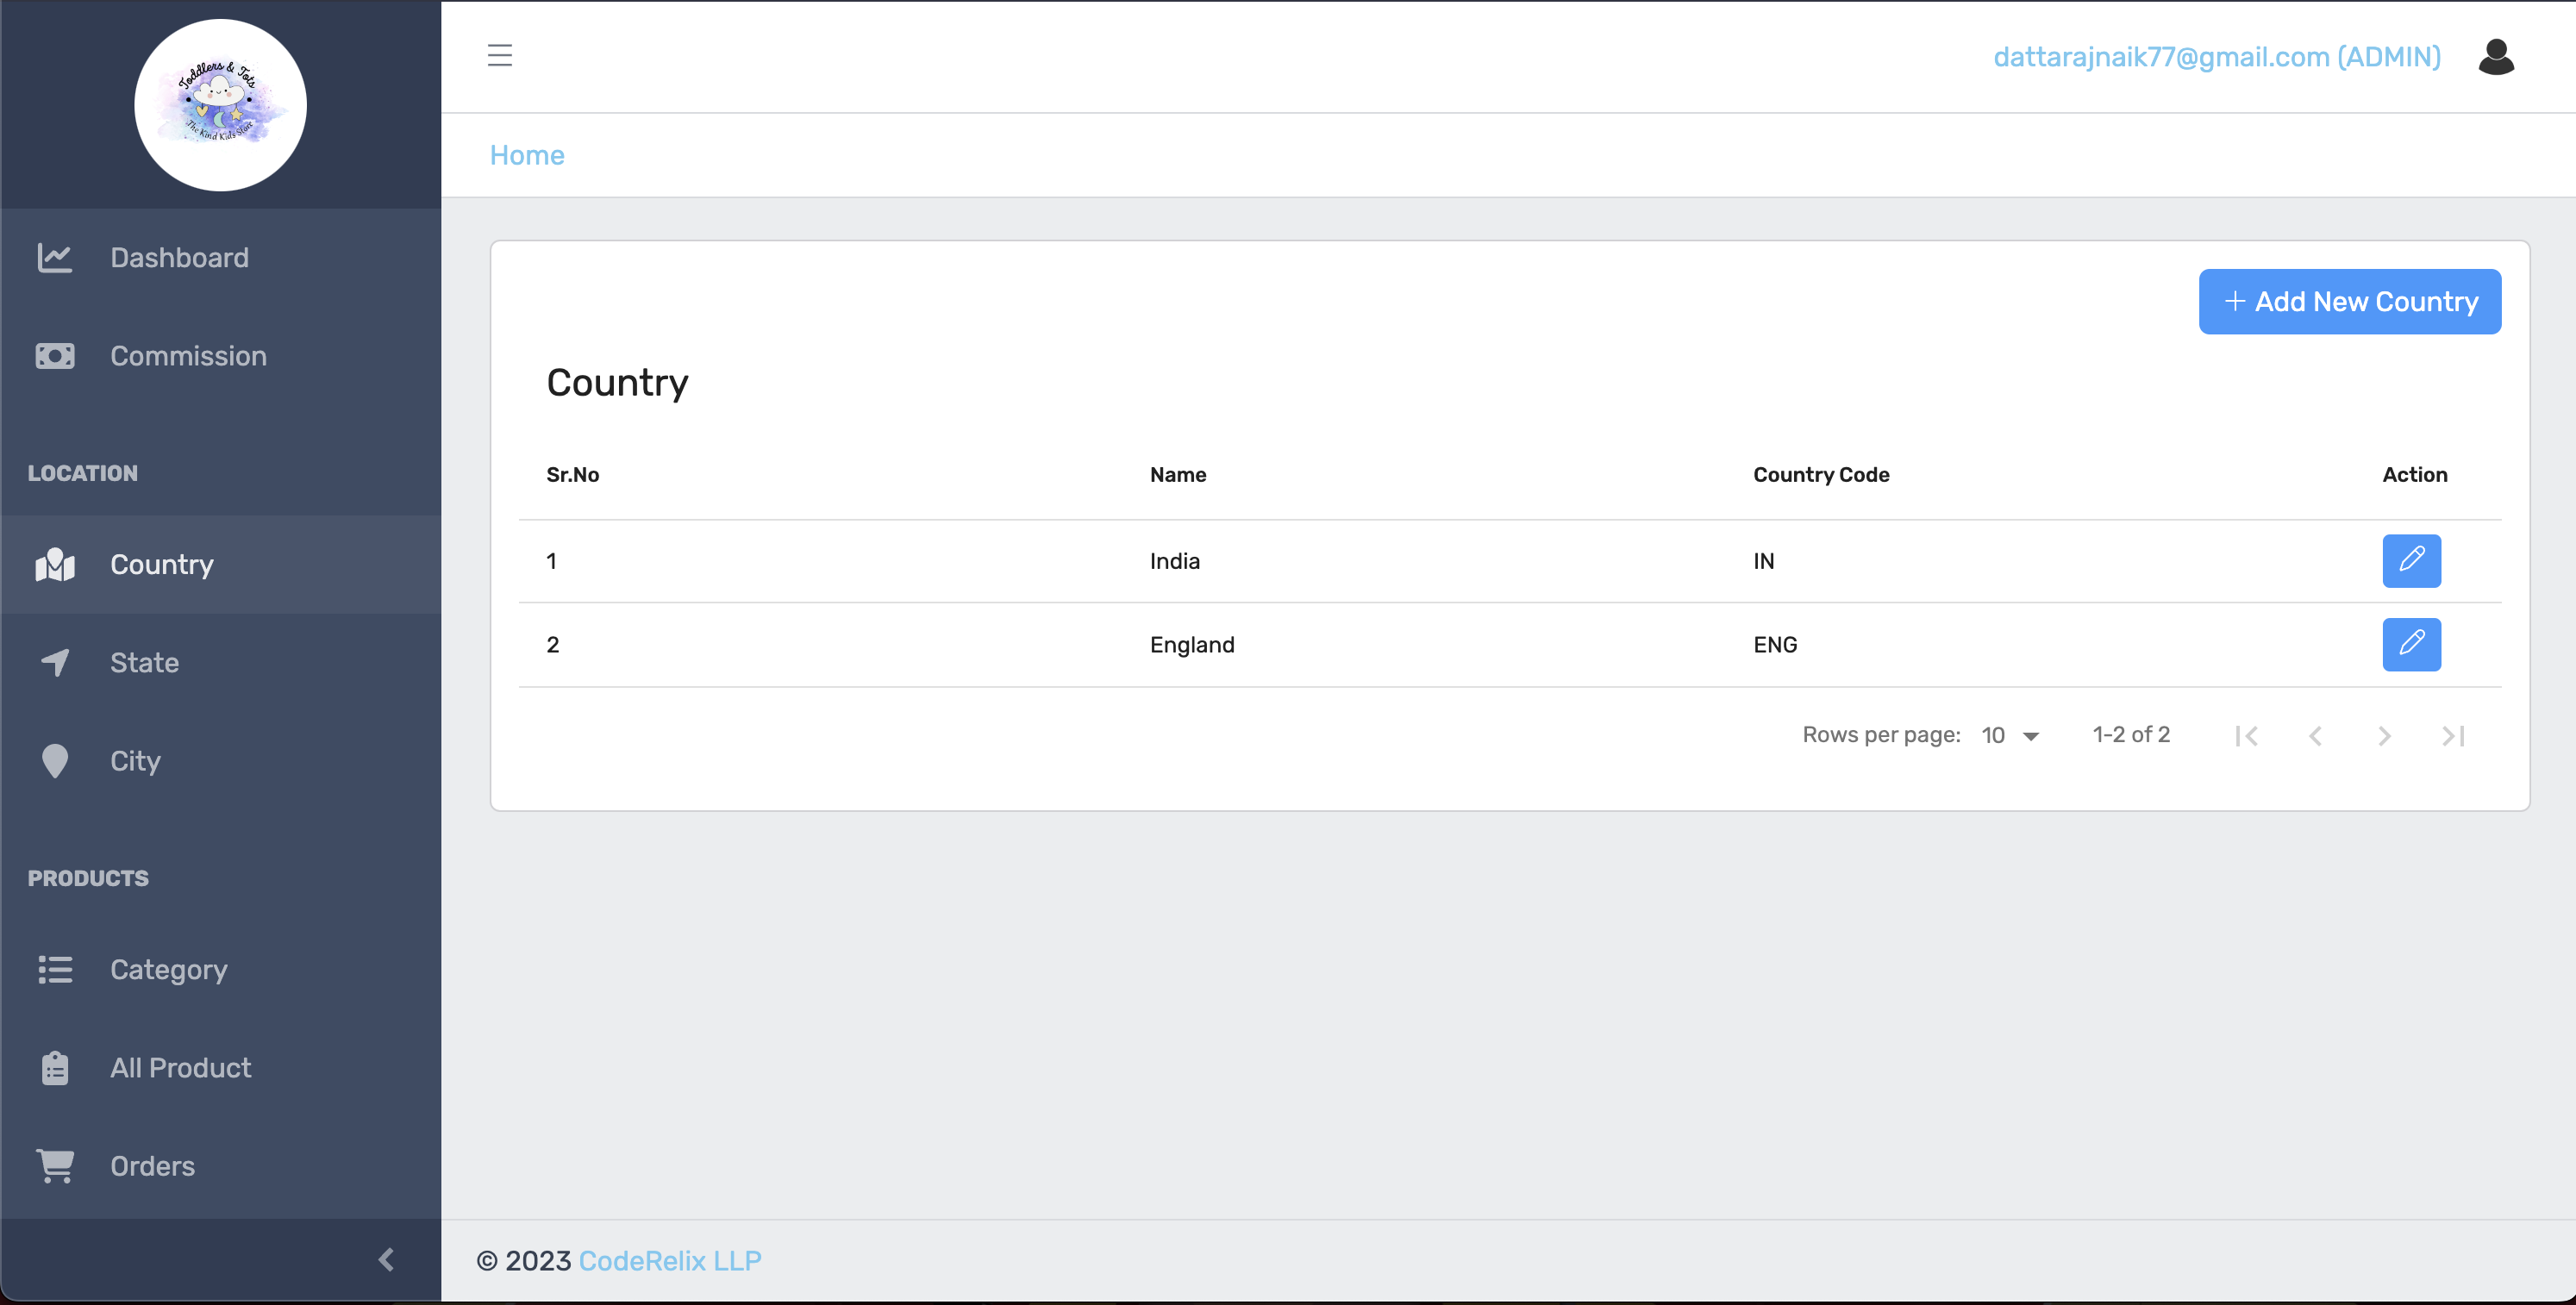 Toddlers & Tots
The Kind Kids Store
Dashboard
Commission
LOCATION
Country
State
City
PRODUCTS
Category
All Product
Orders
dattarajnaik77@gmail.com (ADMIN)
Home
+ Add New Country
Country
Sr.No Name Country Code Action
1 India IN
2 England ENG
Rows per page: 10 1-2 of 2
© 2023 CodeRelix LLP